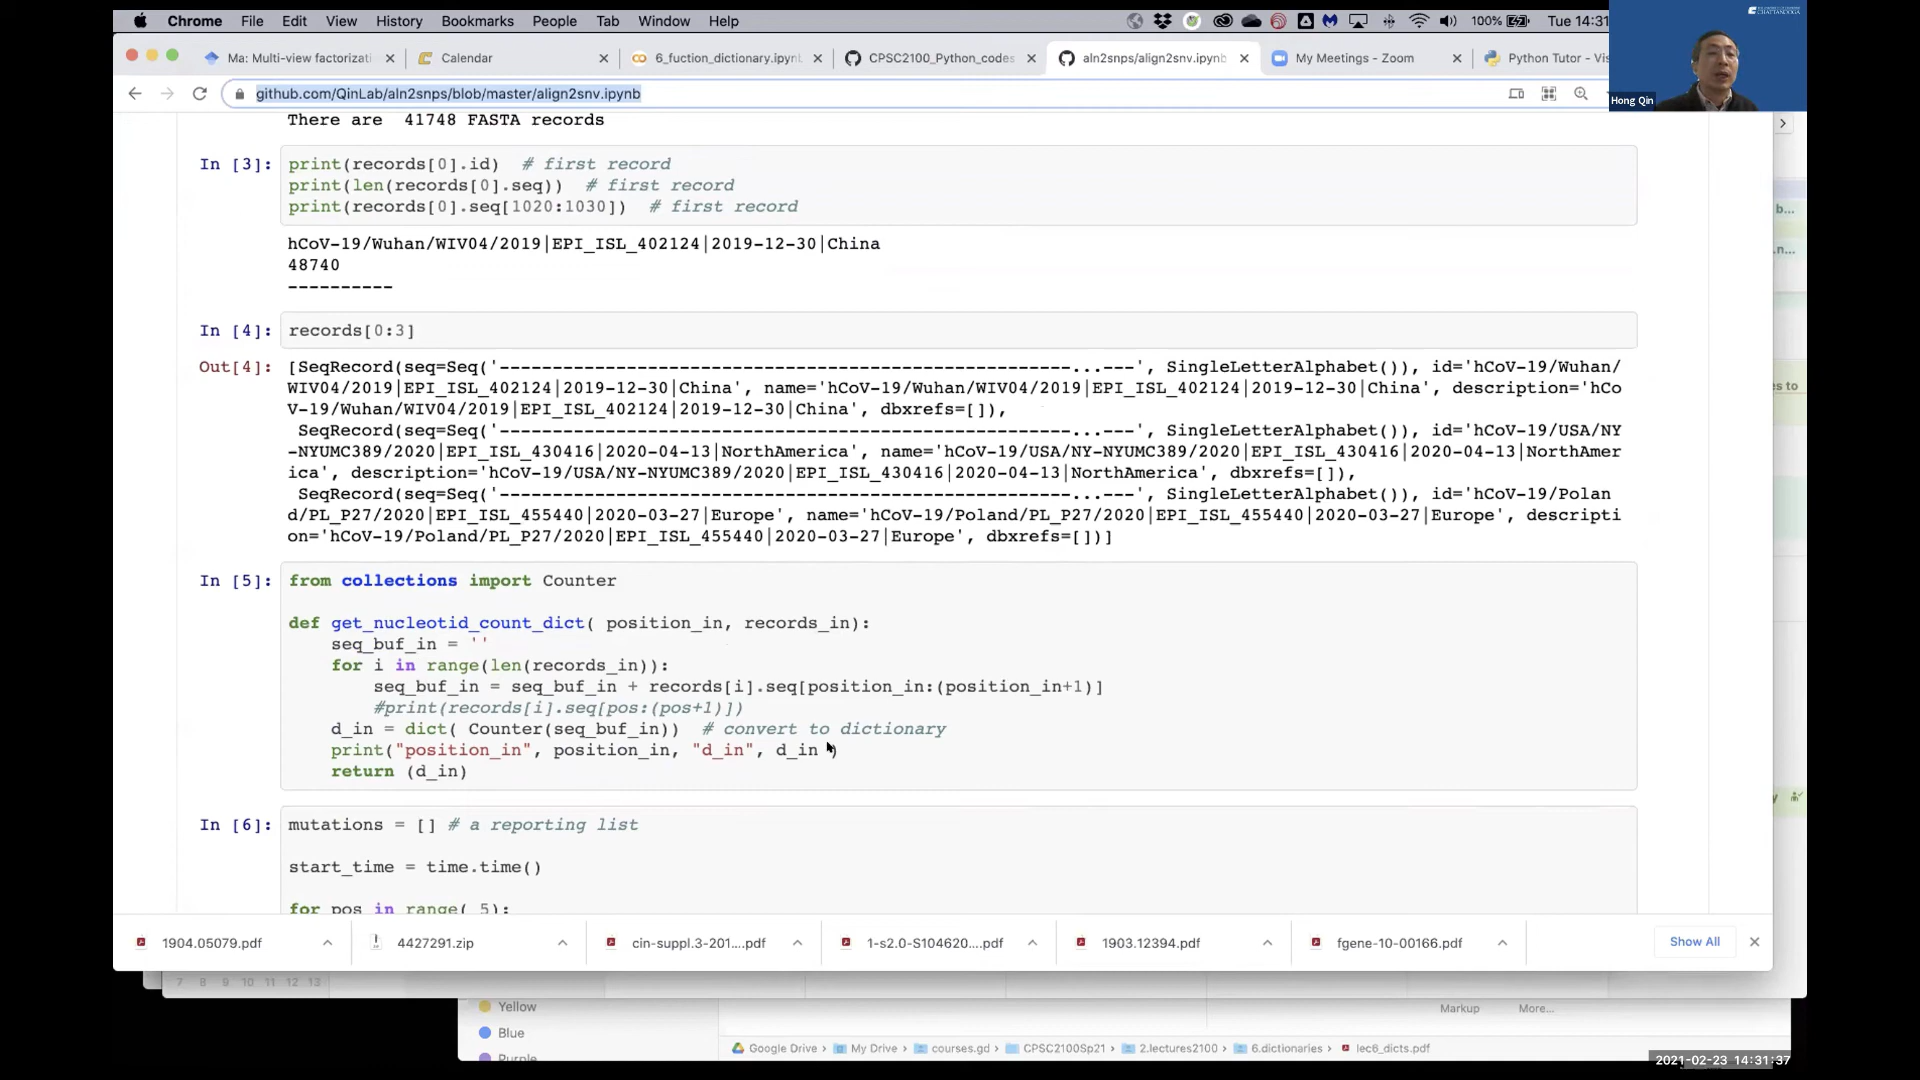 Chrome File Edit View History Bookmarks People Tab Window Help 100% Tue 14:31
CHATTANOOGA
Ma: Multi-view factorizati Calendar 6_fuction_dictionary.ipynb CPSC2100_Python_codes aln2snps/align2snv.ipynb My Meetings - Zoom Python Tutor - Vis
github.com/QinLab/aln2snps/blob/master/align2snv.ipynb
Hong Qin
There are 41748 FASTA records
In [3]: print(records[0].id) # first record
print(len(records[0].seq)) # first record
print(records[0].seq[1020:1030]) # first record
hCoV-19/Wuhan/WIV04/2019|EPI_ISL_402124|2019-12-30|China
48740
----------
In [4]: records[0:3]
Out[4]: [SeqRecord(seq=Seq('------------------------------------------------------...---', SingleLetterAlphabet()), id='hCoV-19/Wuhan/
WIV04/2019|EPI_ISL_402124|2019-12-30|China', name='hCoV-19/Wuhan/WIV04/2019|EPI_ISL_402124|2019-12-30|China', description='hCo
V-19/Wuhan/WIV04/2019|EPI_ISL_402124|2019-12-30|China', dbxrefs=[]),
SeqRecord(seq=Seq('------------------------------------------------------...---', SingleLetterAlphabet()), id='hCoV-19/USA/NY
-NYUMC389/2020|EPI_ISL_430416|2020-04-13|NorthAmerica', name='hCoV-19/USA/NY-NYUMC389/2020|EPI_ISL_430416|2020-04-13|NorthAmer
ica', description='hCoV-19/USA/NY-NYUMC389/2020|EPI_ISL_430416|2020-04-13|NorthAmerica', dbxrefs=[]),
SeqRecord(seq=Seq('------------------------------------------------------...---', SingleLetterAlphabet()), id='hCoV-19/Polan
d/PL_P27/2020|EPI_ISL_455440|2020-03-27|Europe', name='hCoV-19/Poland/PL_P27/2020|EPI_ISL_455440|2020-03-27|Europe', descripti
on='hCoV-19/Poland/PL_P27/2020|EPI_ISL_455440|2020-03-27|Europe', dbxrefs=[])]
In [5]: from collections import Counter
def get_nucleotid_count_dict( position_in, records_in):
seq_buf_in = ''
for i in range(len(records_in)):
seq_buf_in = seq_buf_in + records[i].seq[position_in:(position_in+1)]
#print(records[i].seq[pos:(pos+1)])
d_in = dict( Counter(seq_buf_in)) # convert to dictionary
print("position_in", position_in, "d_in", d_in )
return (d_in)
In [6]: mutations = [] # a reporting list
start_time = time.time()
for pos in range( 5):
1904.05079.pdf 4427291.zip cin-suppl.3-201....pdf 1-s2.0-S104620....pdf 1903.12394.pdf fgene-10-00166.pdf Show All
7 8 9 10 11 12 13
Yellow
Blue
Purple
Markup More...
Google Drive › My Drive › courses.gd › CPSC2100Sp21 › 2.lectures2100 › 6.dictionaries › lec6_dicts.pdf
2021-02-23 14:31:37